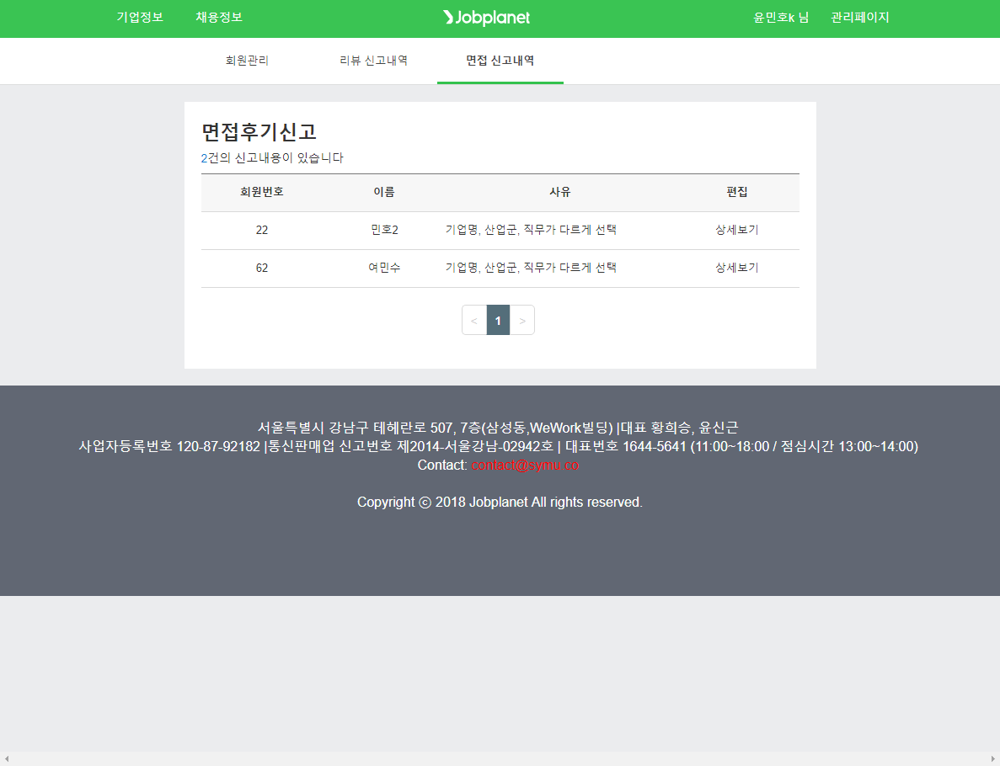 기업정보 채용정보 Jobplanet 윤민호k 님 관리페이지
회원관리 리뷰 신고내역 면접 신고내역
면접후기신고
2건의 신고내용이 있습니다
회원번호 이름 사유 편집
22 민호2 기업명, 산업군, 직무가 다르게 선택 상세보기
62 여민수 기업명, 산업군, 직무가 다르게 선택 상세보기
< 1 >
서울특별시 강남구 테헤란로 507, 7층(삼성동,WeWork빌딩) |대표 황희승, 윤신근
사업자등록번호 120-87-92182 |통신판매업 신고번호 제2014-서울강남-02942호 | 대표번호 1644-5641 (11:00~18:00 / 점심시간 13:00~14:00)
Contact: contact@symu.co
Copyright ⓒ 2018 Jobplanet All rights reserved.